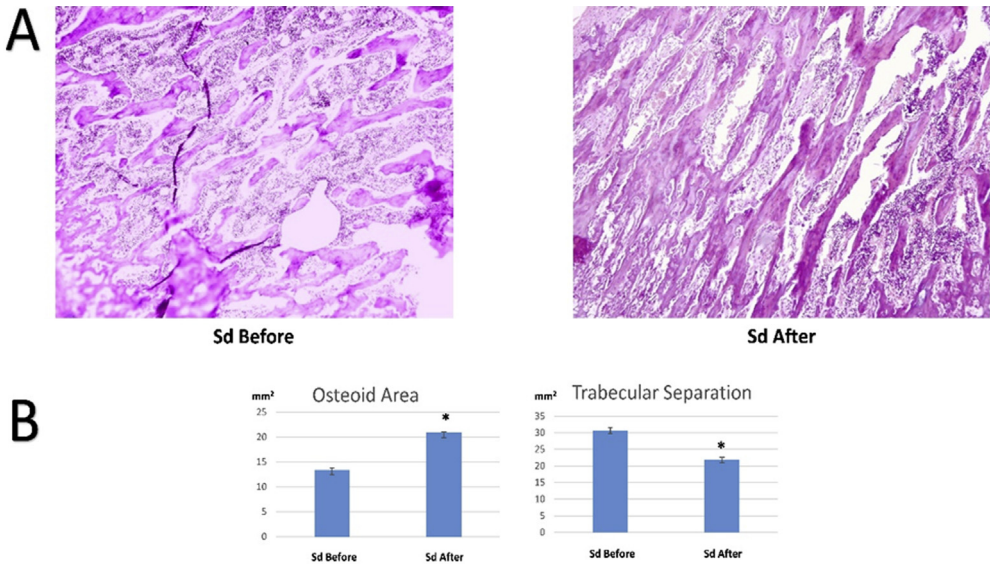 A
Sd Before
Sd After
B
mm²
Osteoid Area
25
20
15
10
5
0
*
Sd Before
Sd After
mm²
Trabecular Separation
35
30
25
20
15
10
5
0
*
Sd Before
Sd After